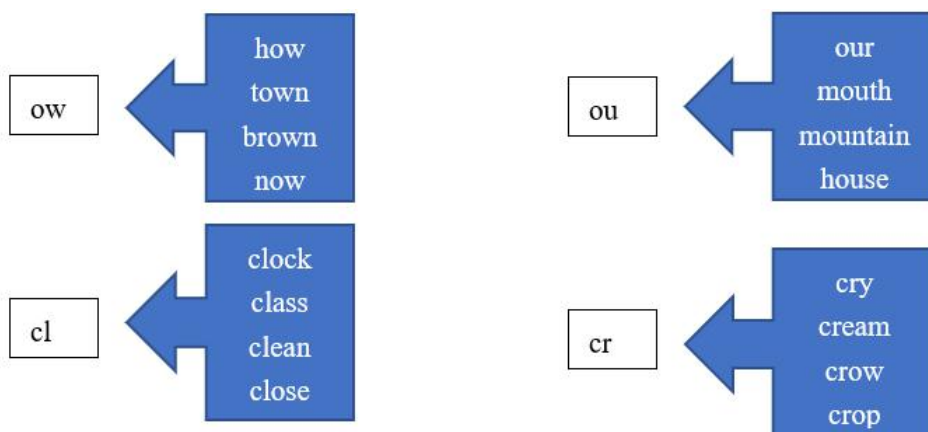 ow
how
town
brown
now
ou
our
mouth
mountain
house
cl
clock
class
clean
close
cr
cry
cream
crow
crop